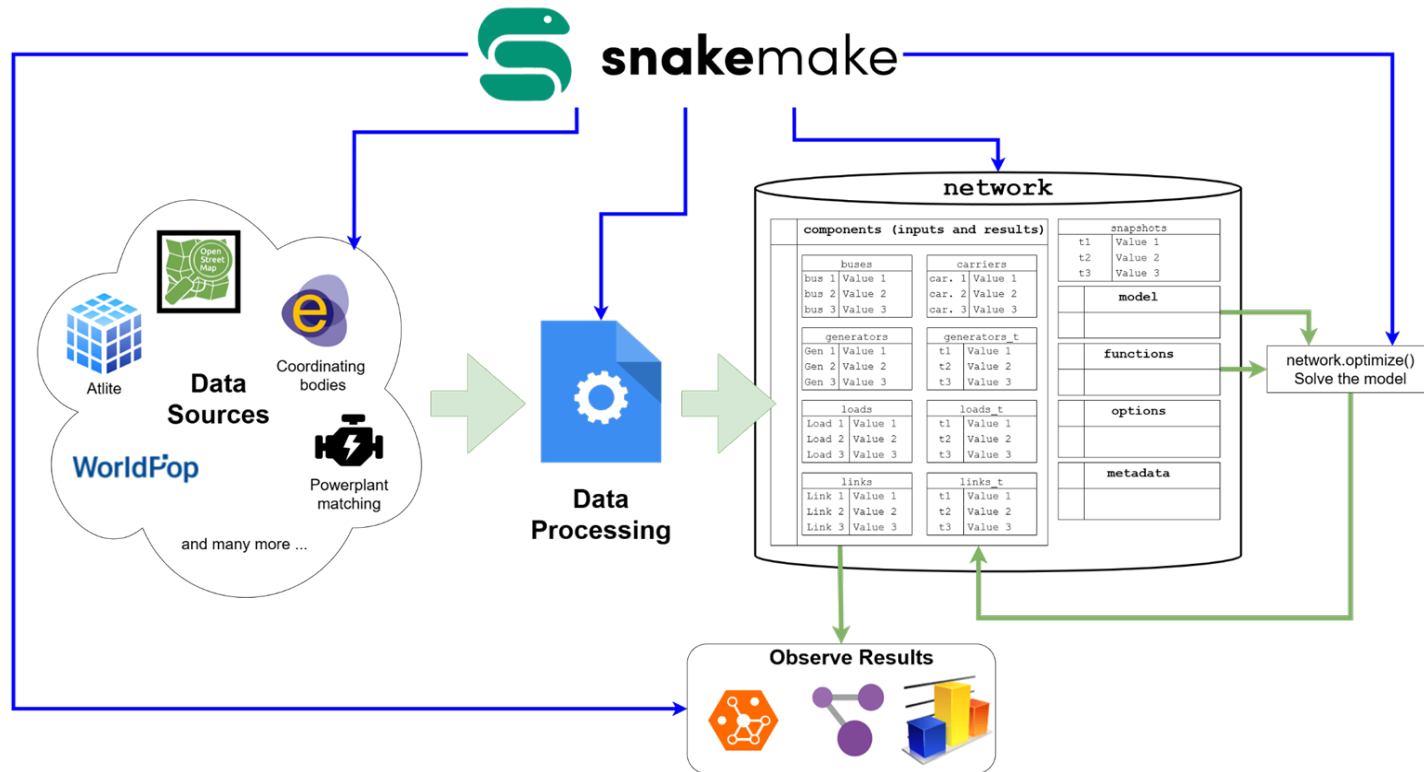 snakemake
Open
Street
Map
Atlite
Data
Sources
Coordinating
bodies
WorldPop
Powerplant
matching
and many more ...
Data
Processing
network
components (inputs and results)
buses
bus 1 Value 1
bus 2 Value 2
bus 3 Value 3
carriers
car. 1 Value 1
car. 2 Value 2
car. 3 Value 3
generators
Gen 1 Value 1
Gen 2 Value 2
Gen 3 Value 3
generators_t
t1 Value 1
t2 Value 2
t3 Value 3
loads
Load 1 Value 1
Load 2 Value 2
Load 3 Value 3
loads_t
t1 Value 1
t2 Value 2
t3 Value 3
links
Link 1 Value 1
Link 2 Value 2
Link 3 Value 3
links_t
t1 Value 1
t2 Value 2
t3 Value 3
snapshots
t1 Value 1
t2 Value 2
t3 Value 3
model
functions
options
metadata
network.optimize()
Solve the model
Observe Results